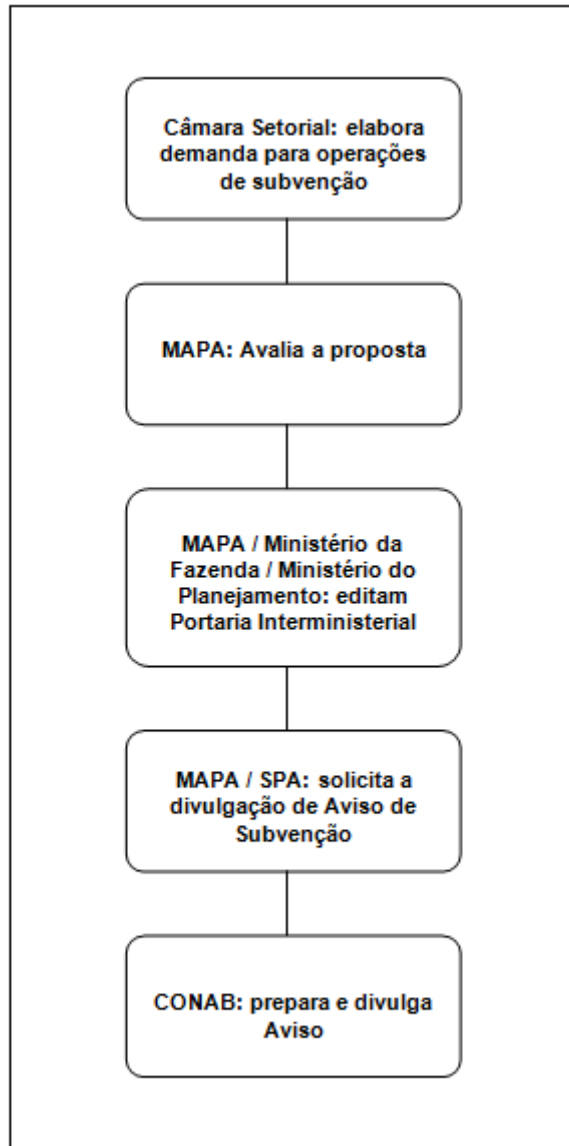 Câmara Setorial: elabora
demanda para operações
de subvenção
MAPA: Avalia a proposta
MAPA / Ministério da
Fazenda / Ministério do
Planejamento: editam
Portaria Interministerial
MAPA / SPA: solicita a
divulgação de Aviso de
Subvenção
CONAB: prepara e divulga
Aviso